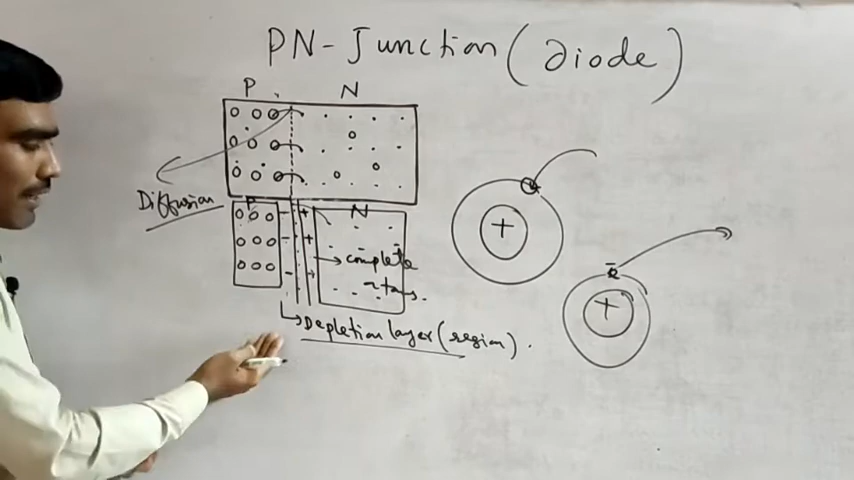 PN-Junction (Diode)
P N
Diffusion
P N
- +
- +
- +
complete
Depletion layer (region).
+
+